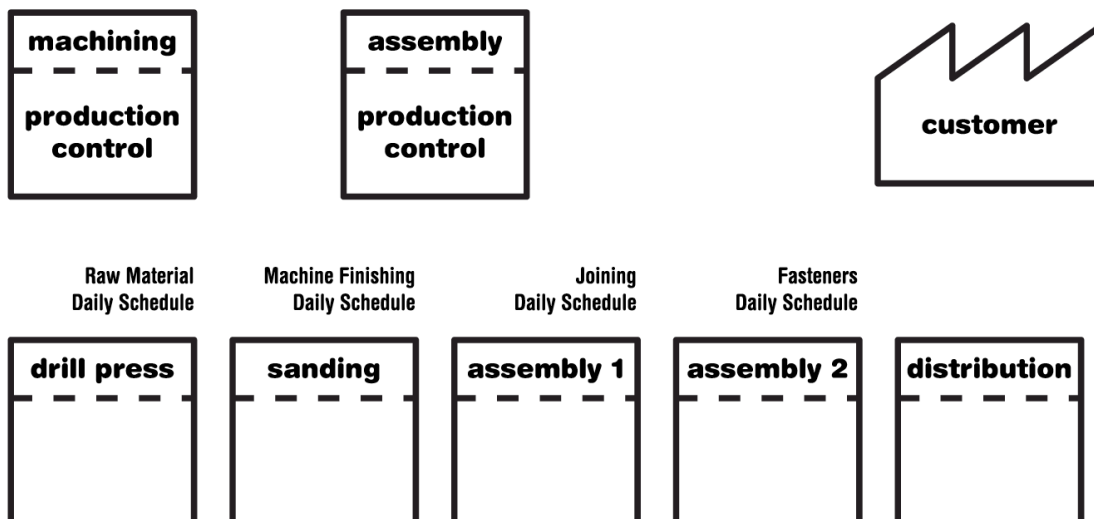 machining
production
control
assembly
production
control
customer
Raw Material
Daily Schedule
Machine Finishing
Daily Schedule
Joining
Daily Schedule
Fasteners
Daily Schedule
drill press
sanding
assembly 1
assembly 2
distribution